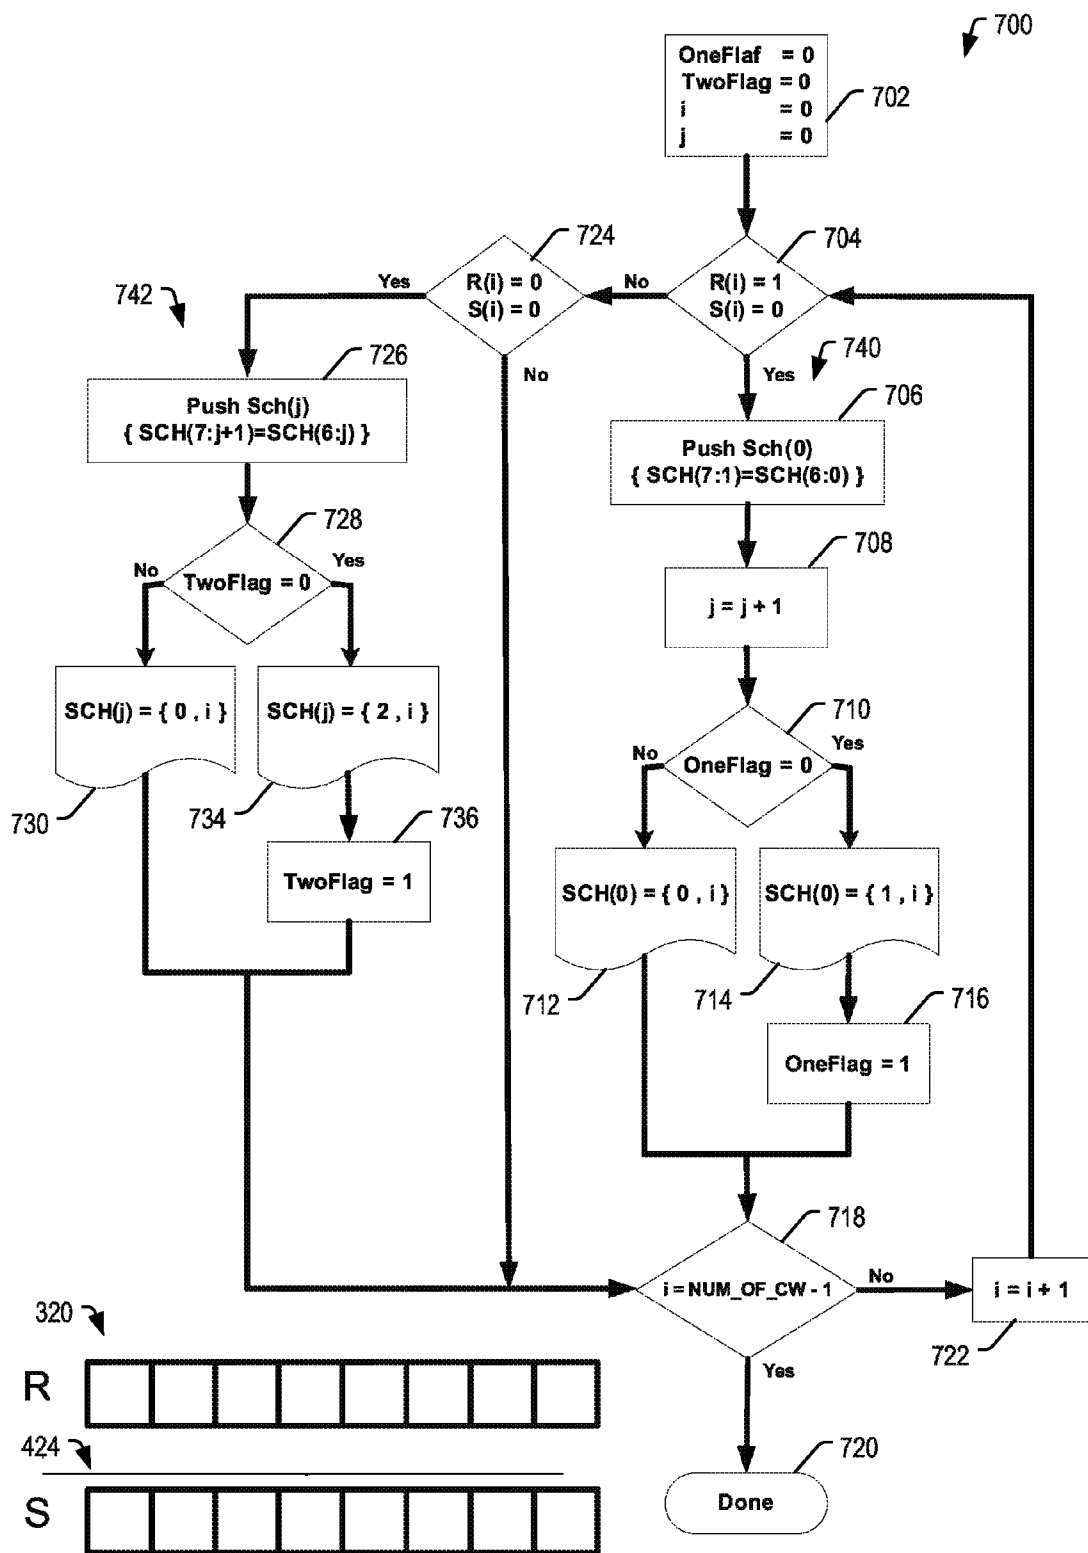 700
OneFlaf = 0
TwoFlag = 0
i = 0
j = 0
702
724
704
R(i) = 0
S(i) = 0
R(i) = 1
S(i) = 0
Yes
No
No
Yes
742
740
726
706
Push Sch(j)
{ SCH(7:j+1)=SCH(6:j) }
Push Sch(0)
{ SCH(7:1)=SCH(6:0) }
728
TwoFlag = 0
No
Yes
708
j = j + 1
SCH(j) = { 0 , i }
SCH(j) = { 2 , i }
710
OneFlag = 0
No
Yes
730
734
736
TwoFlag = 1
SCH(0) = { 0 , i }
SCH(0) = { 1 , i }
712
714
716
OneFlag = 1
718
i = NUM_OF_CW - 1
No
i = i + 1
722
Yes
320
R
424
S
720
Done